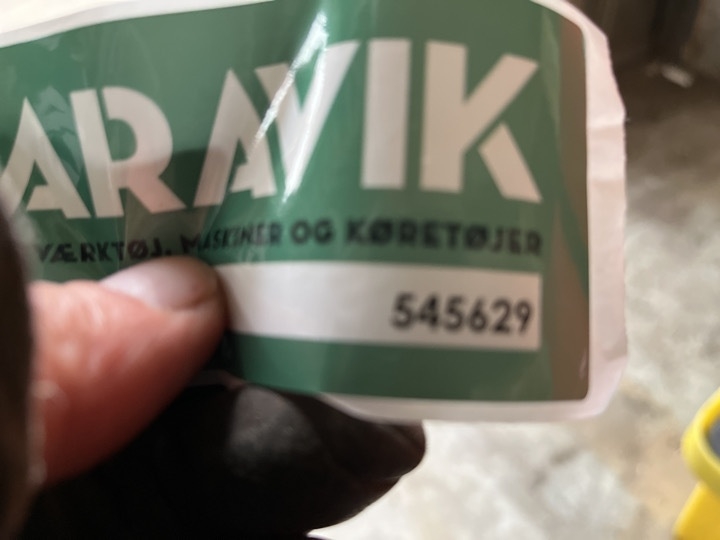 ARAVIK
VÆRKTØJ, MASKINER OG KØRETØJER
545629